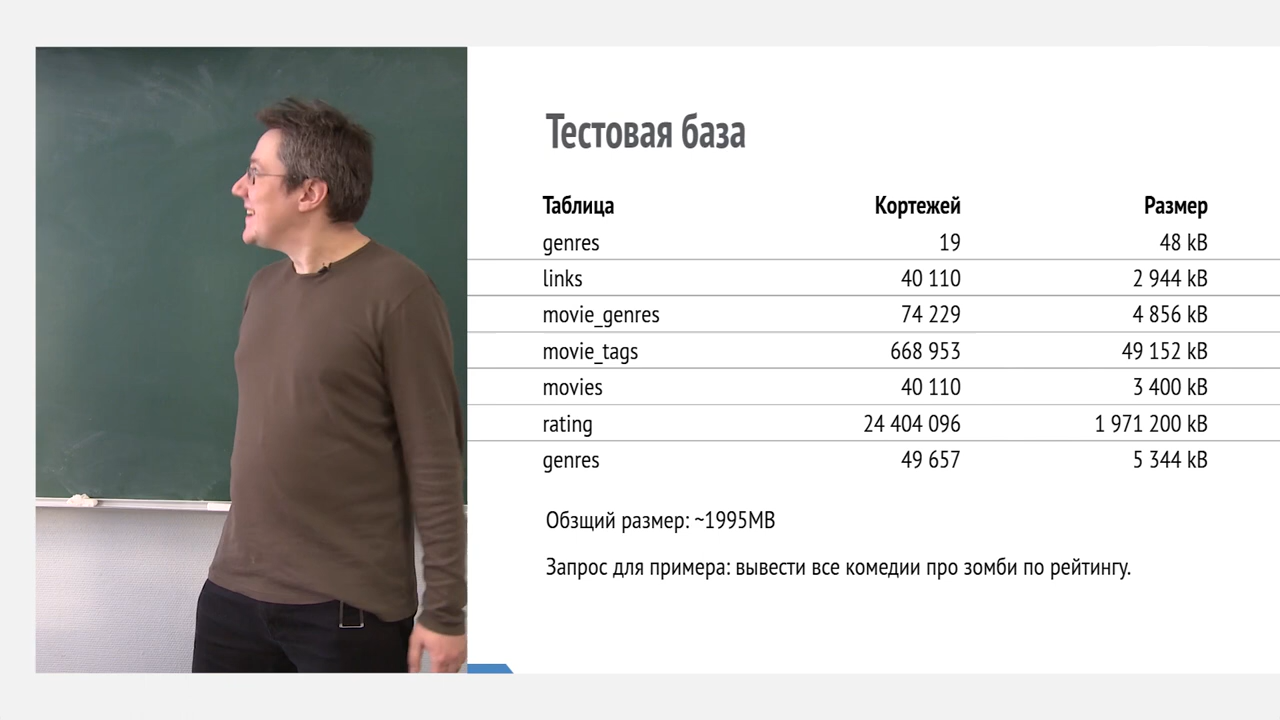 Тестовая база
Таблица Кортежей Размер
genres 19 48 kB
links 40 110 2 944 kB
movie_genres 74 229 4 856 kB
movie_tags 668 953 49 152 kB
movies 40 110 3 400 kB
rating 24 404 096 1 971 200 kB
genres 49 657 5 344 kB
Обзщий размер: ~1995MB
Запрос для примера: вывести все комедии про зомби по рейтингу.